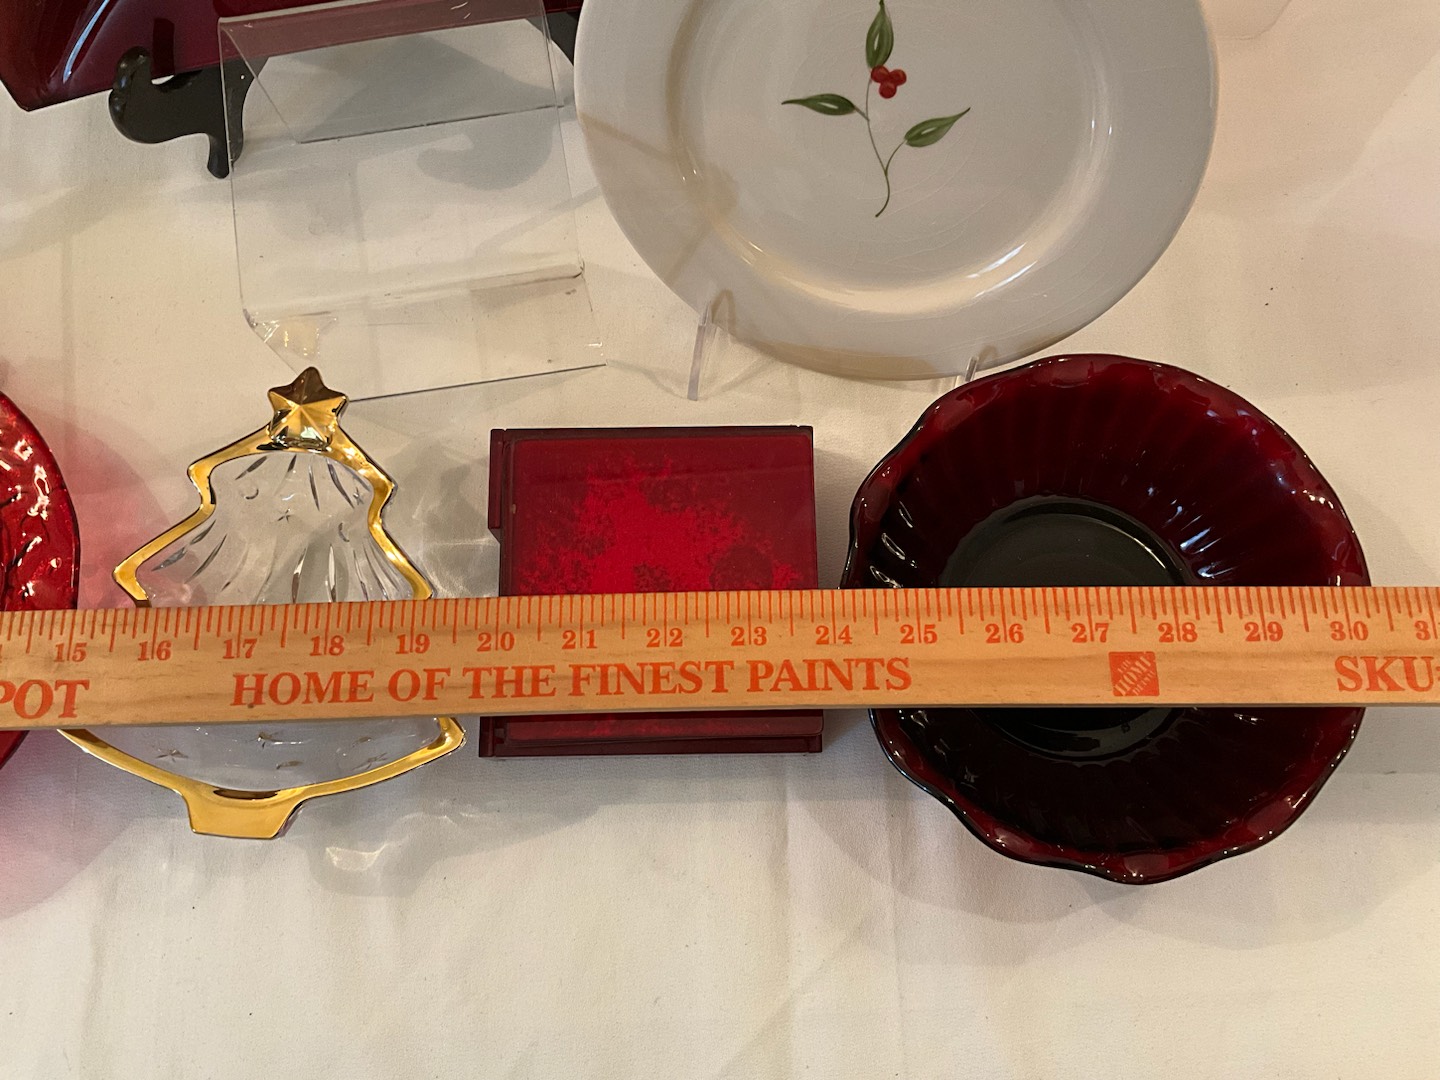 15 16 17 18 19 20 21 22 23 24 25 26 27 28 29 30
POT HOME OF THE FINEST PAINTS SKU